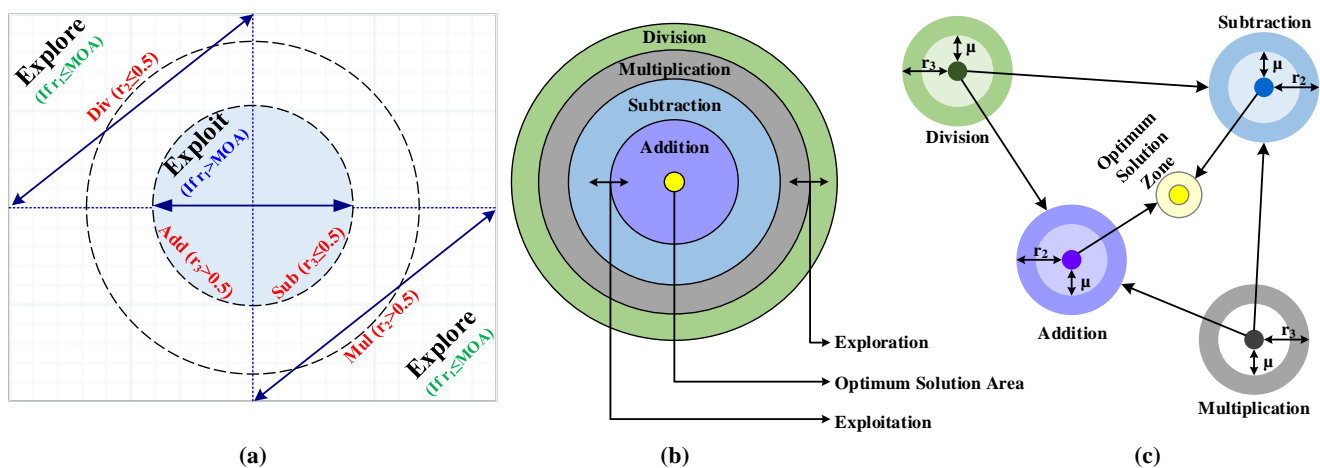 Explore
(If r₁≤MOA)
Div (r₂≤0.5)
Exploit
(If r₁>MOA)
Add (r₃>0.5)
Sub (r₃≤0.5)
Mul (r₂>0.5)
Explore
(If r₁≤MOA)
(a)
Division
Multiplication
Subtraction
Addition
Exploration
Optimum Solution Area
Exploitation
(b)
μ
r₃
Division
Subtraction
μ
r₂
Optimum
Solution
Zone
r₂
μ
Addition
r₃
μ
Multiplication
(c)